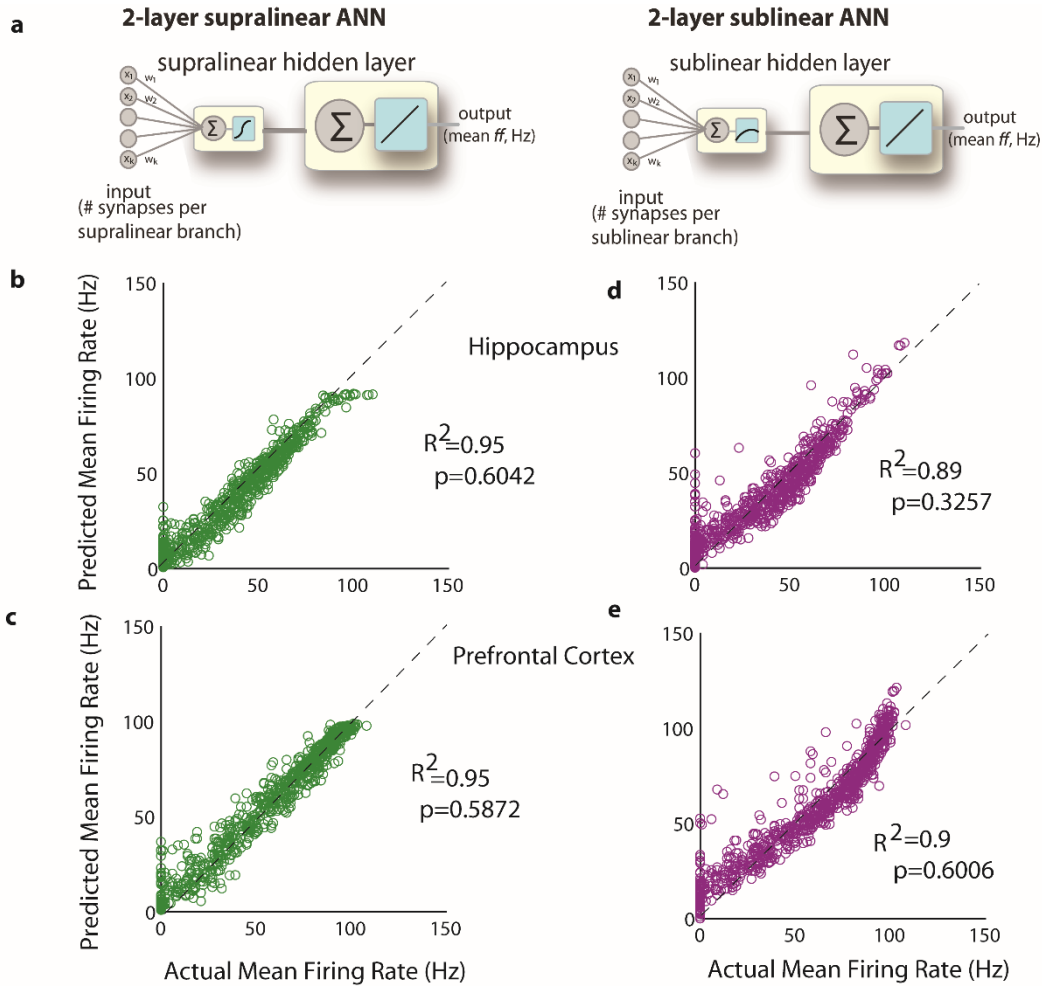 a
2-layer supralinear ANN
2-layer sublinear ANN
supralinear hidden layer
x1 w1
x2 w2
xk wk
Σ
Σ
output
(mean ff, Hz)
input
(# synapses per
supralinear branch)
sublinear hidden layer
x1 w1
x2 w2
xk wk
Σ
Σ
output
(mean ff, Hz)
input
(# synapses per
sublinear branch)
b
Predicted Mean Firing Rate (Hz)
150
100
50
0
0 50 100 150
R2=0.95
p=0.6042
Hippocampus
d
150
100
50
0
0 50 100 150
R2=0.89
p=0.3257
c
Predicted Mean Firing Rate (Hz)
150
100
50
0
0 50 100 150
R2=0.95
p=0.5872
Actual Mean Firing Rate (Hz)
Prefrontal Cortex
e
150
100
50
0
0 50 100 150
R2=0.9
p=0.6006
Actual Mean Firing Rate (Hz)